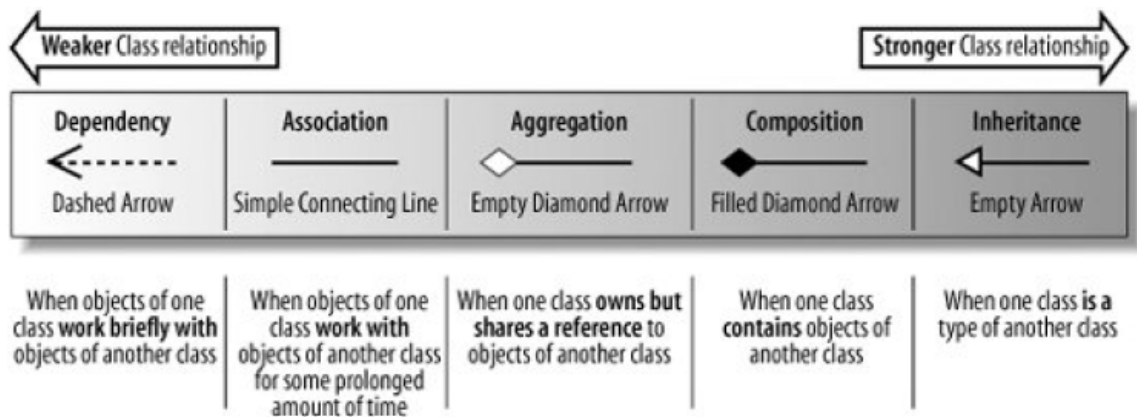 Weaker Class relationship
Stronger Class relationship
Dependency
Dashed Arrow
Association
Simple Connecting Line
Aggregation
Empty Diamond Arrow
Composition
Filled Diamond Arrow
Inheritance
Empty Arrow
When objects of one
class work briefly with
objects of another class
When objects of one
class work with
objects of another class
for some prolonged
amount of time
When one class owns but
shares a reference to
objects of another class
When one class
contains objects of
another class
When one class is a
type of another class